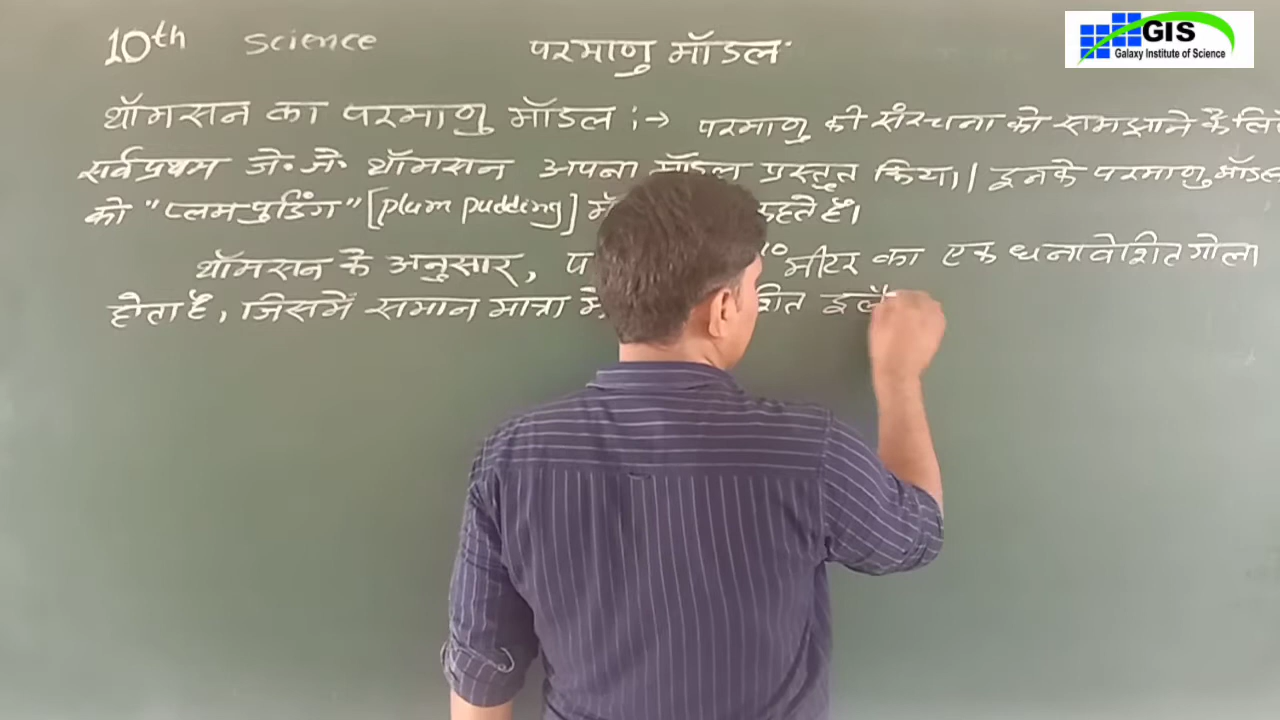 GIS
Galaxy Institute of Science
10th Science परमाणु मॉडल
थॉमसन का परमाणु मॉडल :→ परमाणु की संरचना को समझाने के लिए
सर्वप्रथम जे. जे. थॉमसन अपना मॉडल प्रस्तुत किया। इनके परमाणु मॉडल
को "प्लमपुडिंग" [plum pudding] कहते हैं।
थॉमसन के अनुसार, मीटर का एक धनावेशित गोला
होता है, जिसमें समान मात्रा में